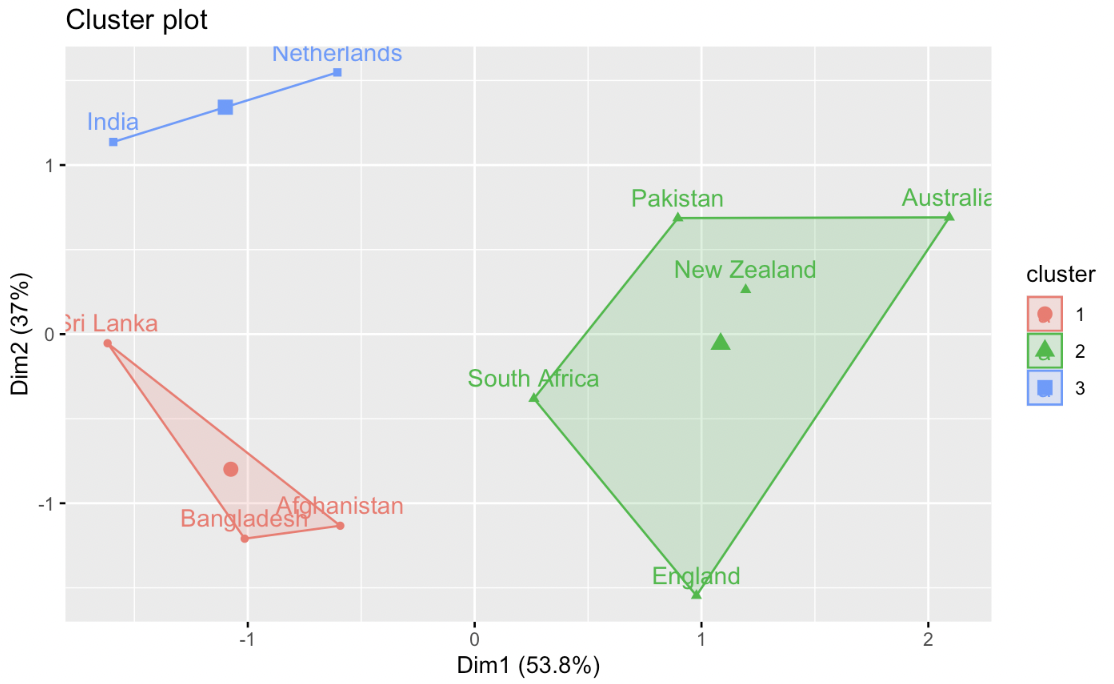 Cluster plot
Netherlands
India
Pakistan
Australia
New Zealand
Sri Lanka
South Africa
Afghanistan
Bangladesh
England
1
0
-1
-1
0
1
2
Dim1 (53.8%)
Dim2 (37%)
cluster
a 1
a 2
a 3